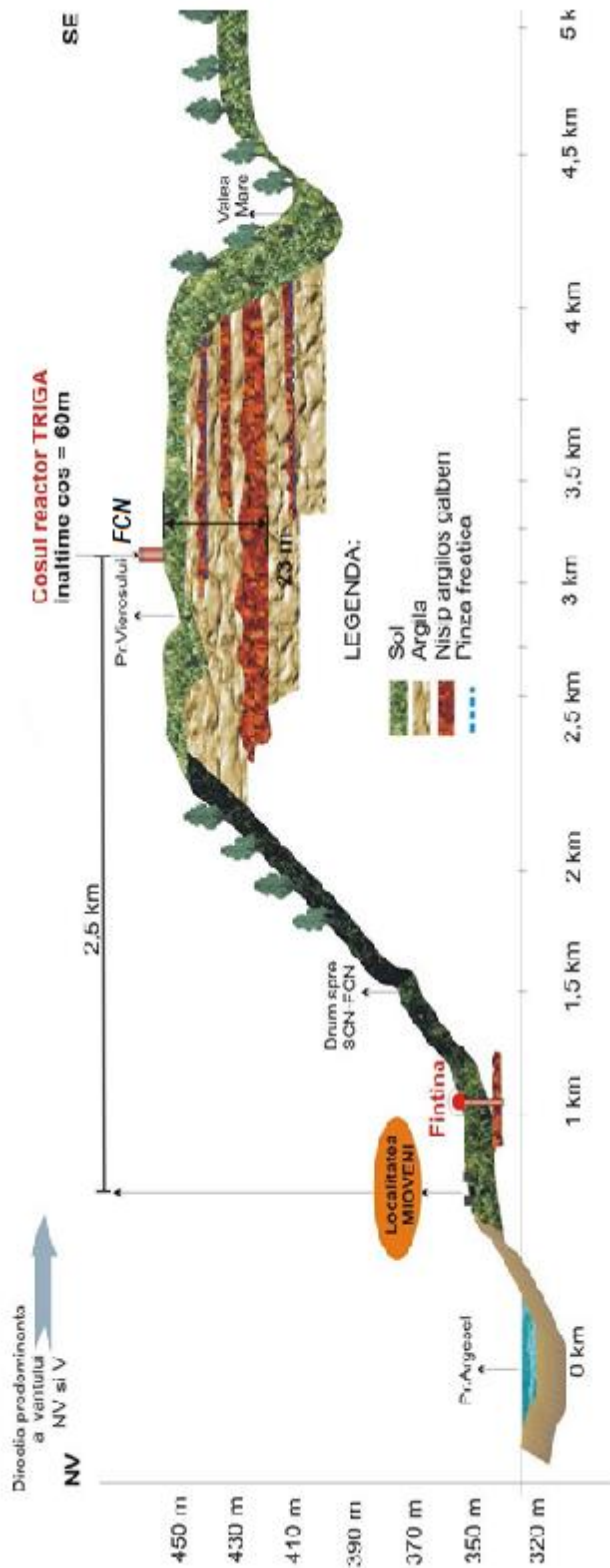 Directia predominanta
a vantului
NV si V
NV
SE
2,5 km
Cosul reactor TRIGA
inaltime cos = 60m
FCN
Pr.Vierosului
Valea
Mare
23 m
Drum spre
SCN-FCN
Localitatea
MIOVENI
Fintina
Pr.Argesel
LEGENDA:
Sol
Argila
Nisip argilos galben
Pinza freatica
450 m
430 m
410 m
390 m
370 m
350 m
320 m
0 km
1 km
1,5 km
2 km
2,5 km
3 km
3,5 km
4 km
4,5 km
5 k